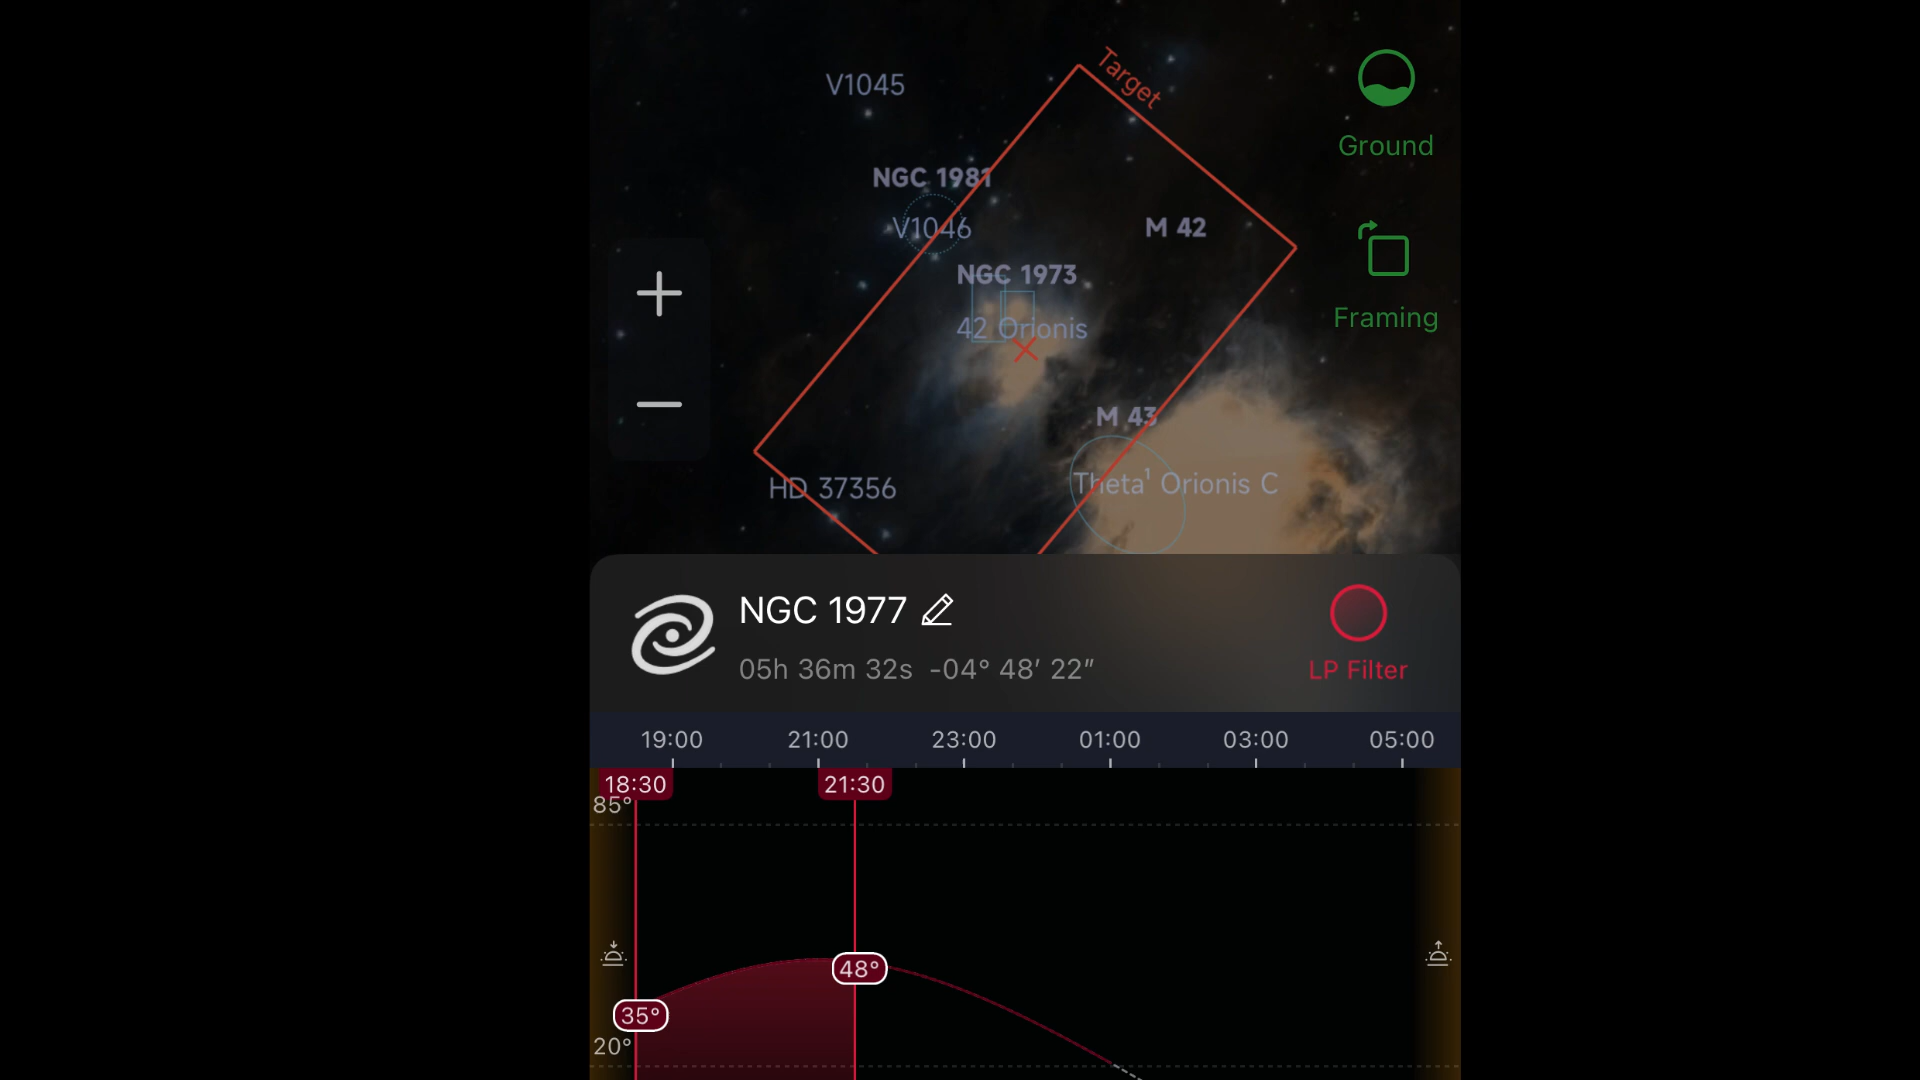 Target
V1045
Ground
NGC 1981
V1046
M 42
NGC 1973
Framing
42 Orionis
M 43
Theta¹ Orionis C
HD 37356
NGC 1977
05h 36m 32s -04° 48′ 22″
LP Filter
19:00 21:00 23:00 01:00 03:00 05:00
18:30 21:30
85°
48°
35°
20°